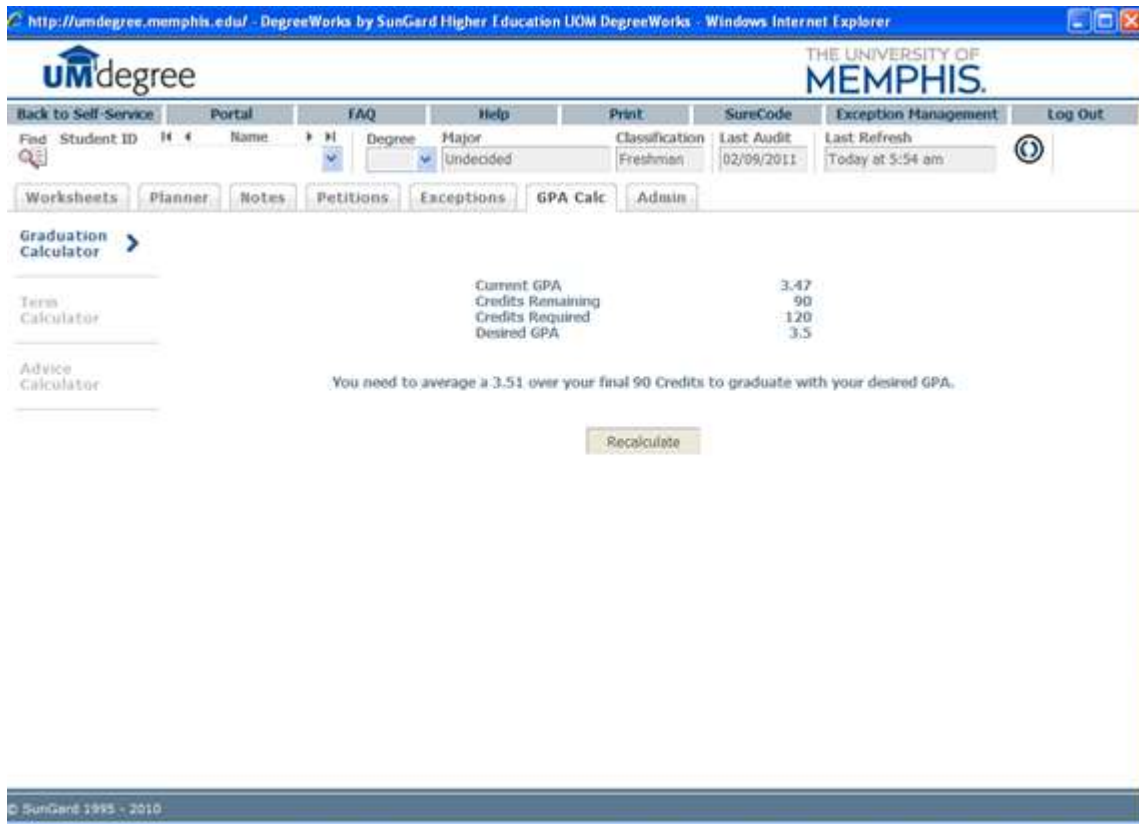 http://umdegree.memphis.edu/ - DegreeWorks by SunGard Higher Education UOM DegreeWorks - Windows Internet Explorer
umdegree
THE UNIVERSITY OF
MEMPHIS.
Back to Self-Service Portal FAQ Help Print SureCode Exception Management Log Out
Find Student ID Name Degree Major Classification Last Audit Last Refresh
Undecided Freshman 02/09/2011 Today at 5:54 am
Worksheets Planner Notes Petitions Exceptions GPA Calc Admin
Graduation
Calculator
Term
Calculator
Advice
Calculator
Current GPA 3.47
Credits Remaining 90
Credits Required 120
Desired GPA 3.5
You need to average a 3.51 over your final 90 Credits to graduate with your desired GPA.
Recalculate
© SunGard 1995 - 2010